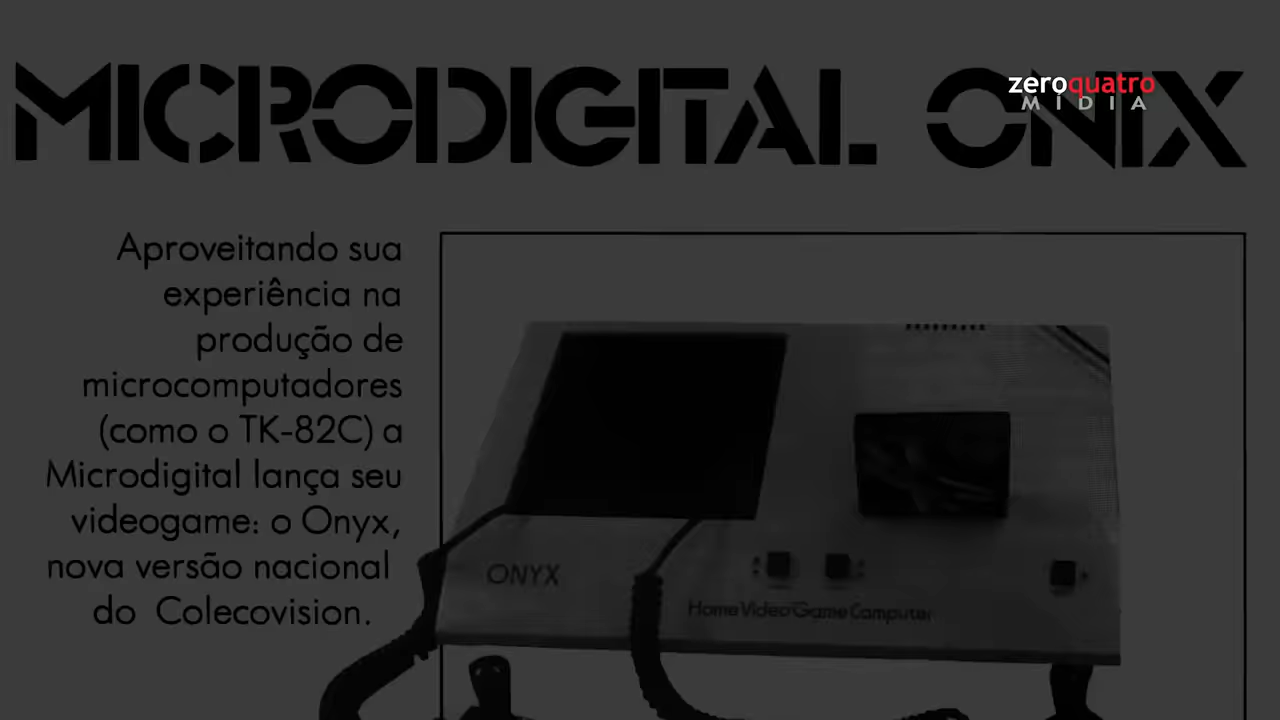 MICRODIGITAL ONIX
zeroquatro
MÍDIA
Aproveitando sua
experiência na
produção de
microcomputadores
(como o TK-82C) a
Microdigital lança seu
videogame: o Onyx,
nova versão nacional
do Colecovision.
ONYX
Home Video Game Computer